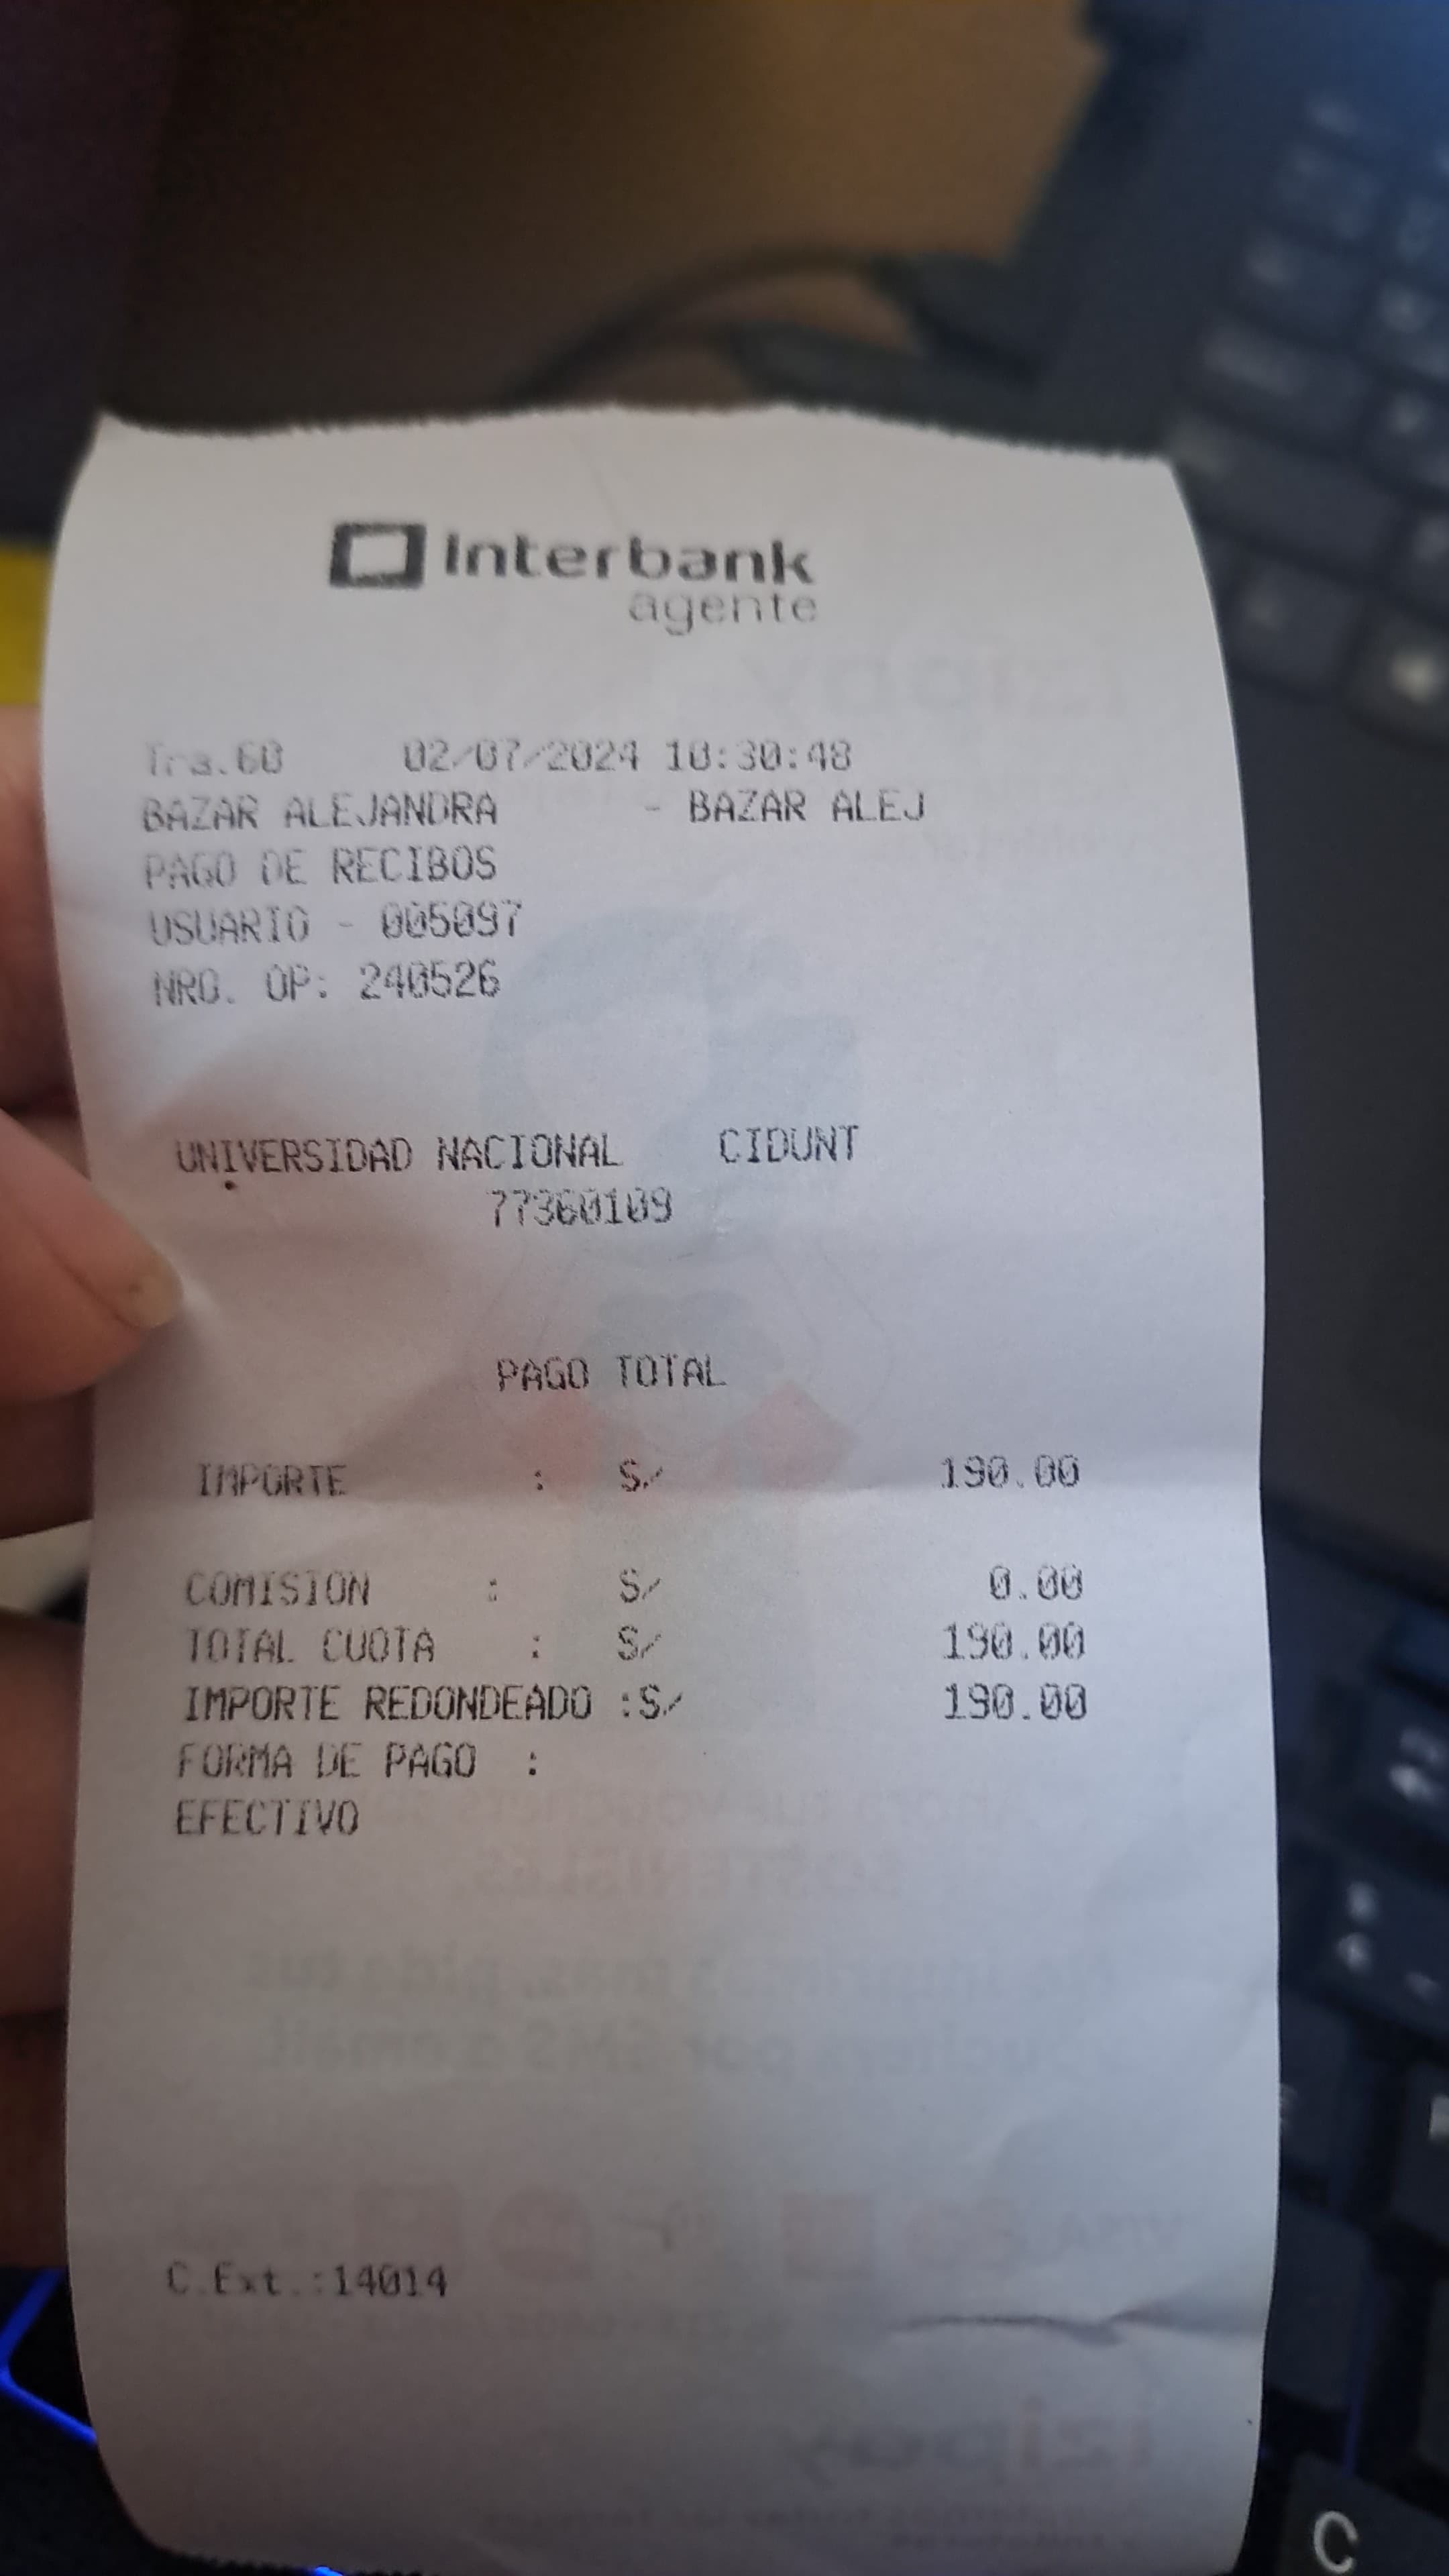 Interbank
agente
Tra.60 02/07/2024 10:30:48
BAZAR ALEJANDRA - BAZAR ALEJ
PAGO DE RECIBOS
USUARIO - 005097
NRO. OP: 240526
UNIVERSIDAD NACIONAL CIDUNT
77360109
PAGO TOTAL
IMPORTE : S/ 190.00
COMISION : S/ 0.00
TOTAL CUOTA : S/ 190.00
IMPORTE REDONDEADO :S/ 190.00
FORMA DE PAGO :
EFECTIVO
C.Ext.:14014
izipay
C